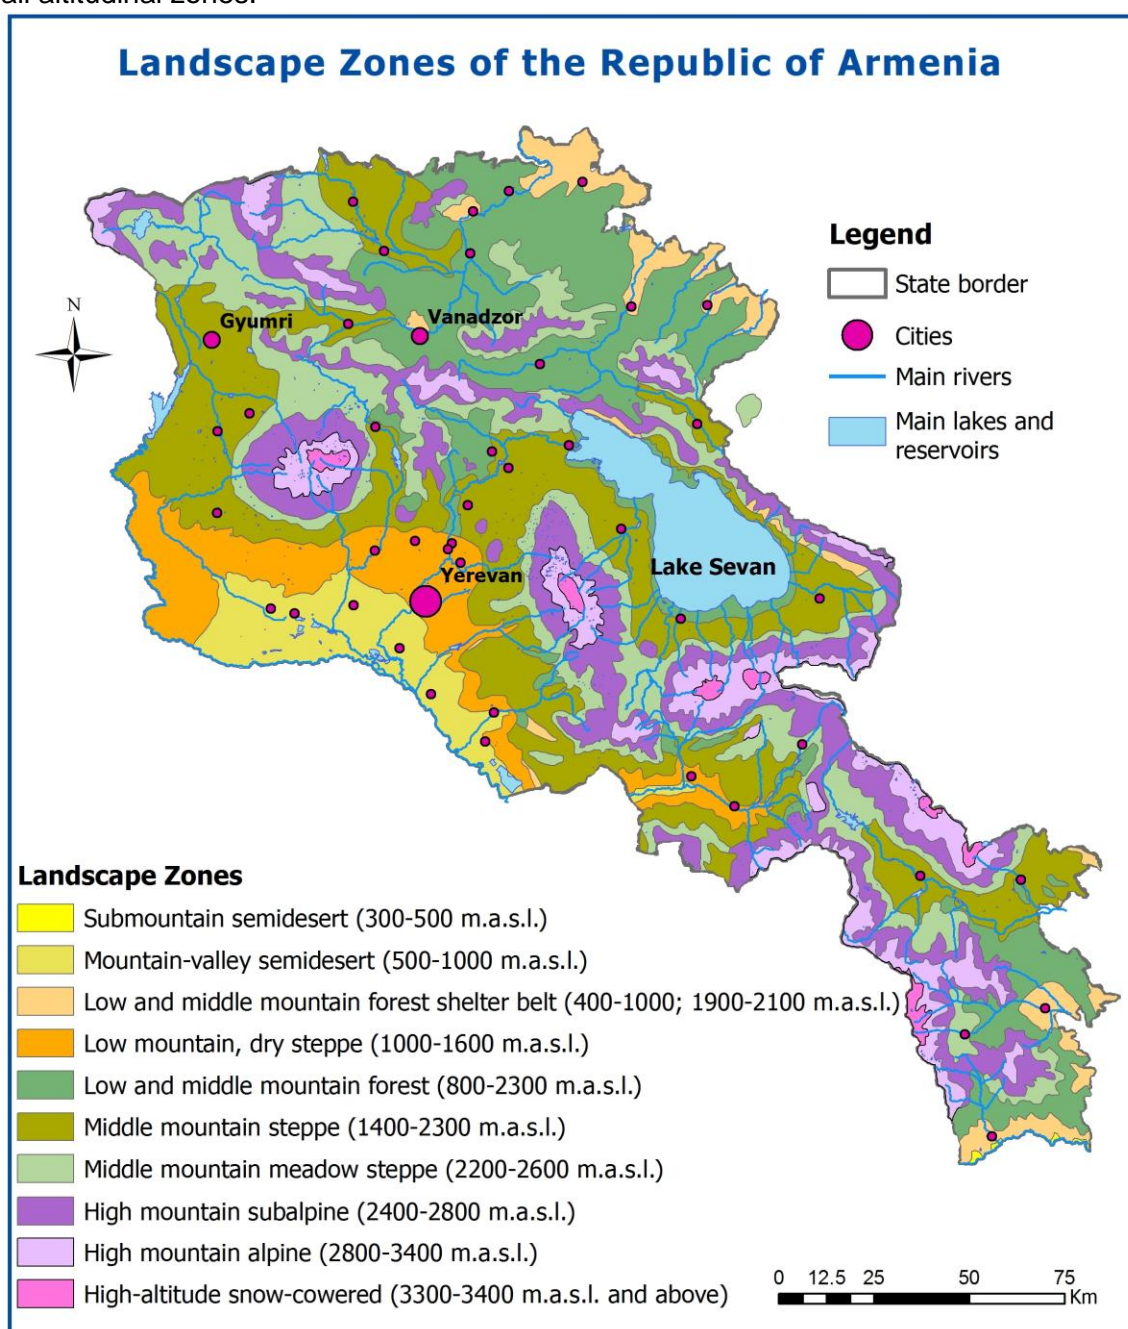 all altitudinal zones.
Landscape Zones of the Republic of Armenia
N
Gyumri
Vanadzor
Yerevan
Lake Sevan
Legend
State border
Cities
Main rivers
Main lakes and
reservoirs
Landscape Zones
Submountain semidesert (300-500 m.a.s.l.)
Mountain-valley semidesert (500-1000 m.a.s.l.)
Low and middle mountain forest shelter belt (400-1000; 1900-2100 m.a.s.l.)
Low mountain, dry steppe (1000-1600 m.a.s.l.)
Low and middle mountain forest (800-2300 m.a.s.l.)
Middle mountain steppe (1400-2300 m.a.s.l.)
Middle mountain meadow steppe (2200-2600 m.a.s.l.)
High mountain subalpine (2400-2800 m.a.s.l.)
High mountain alpine (2800-3400 m.a.s.l.)
High-altitude snow-cowered (3300-3400 m.a.s.l. and above)
0 12.5 25 50 75
Km